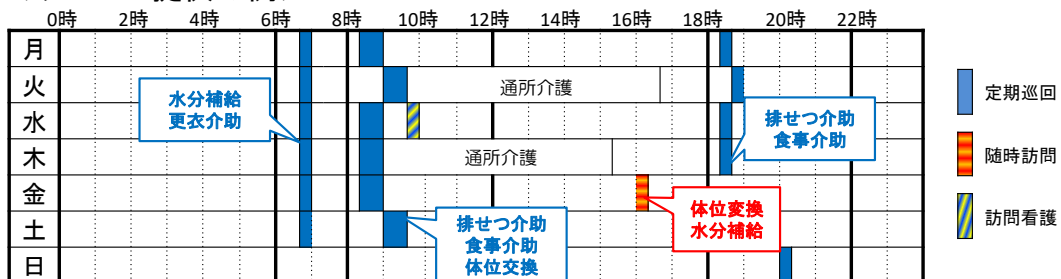 0時 2時 4時 6時 8時 10時 12時 14時 16時 18時 20時 22時
月
火
通所介護
水
木
通所介護
金
土
日
水分補給
更衣介助
排せつ介助
食事介助
体位変換
水分補給
排せつ介助
食事介助
体位交換
定期巡回
随時訪問
訪問看護